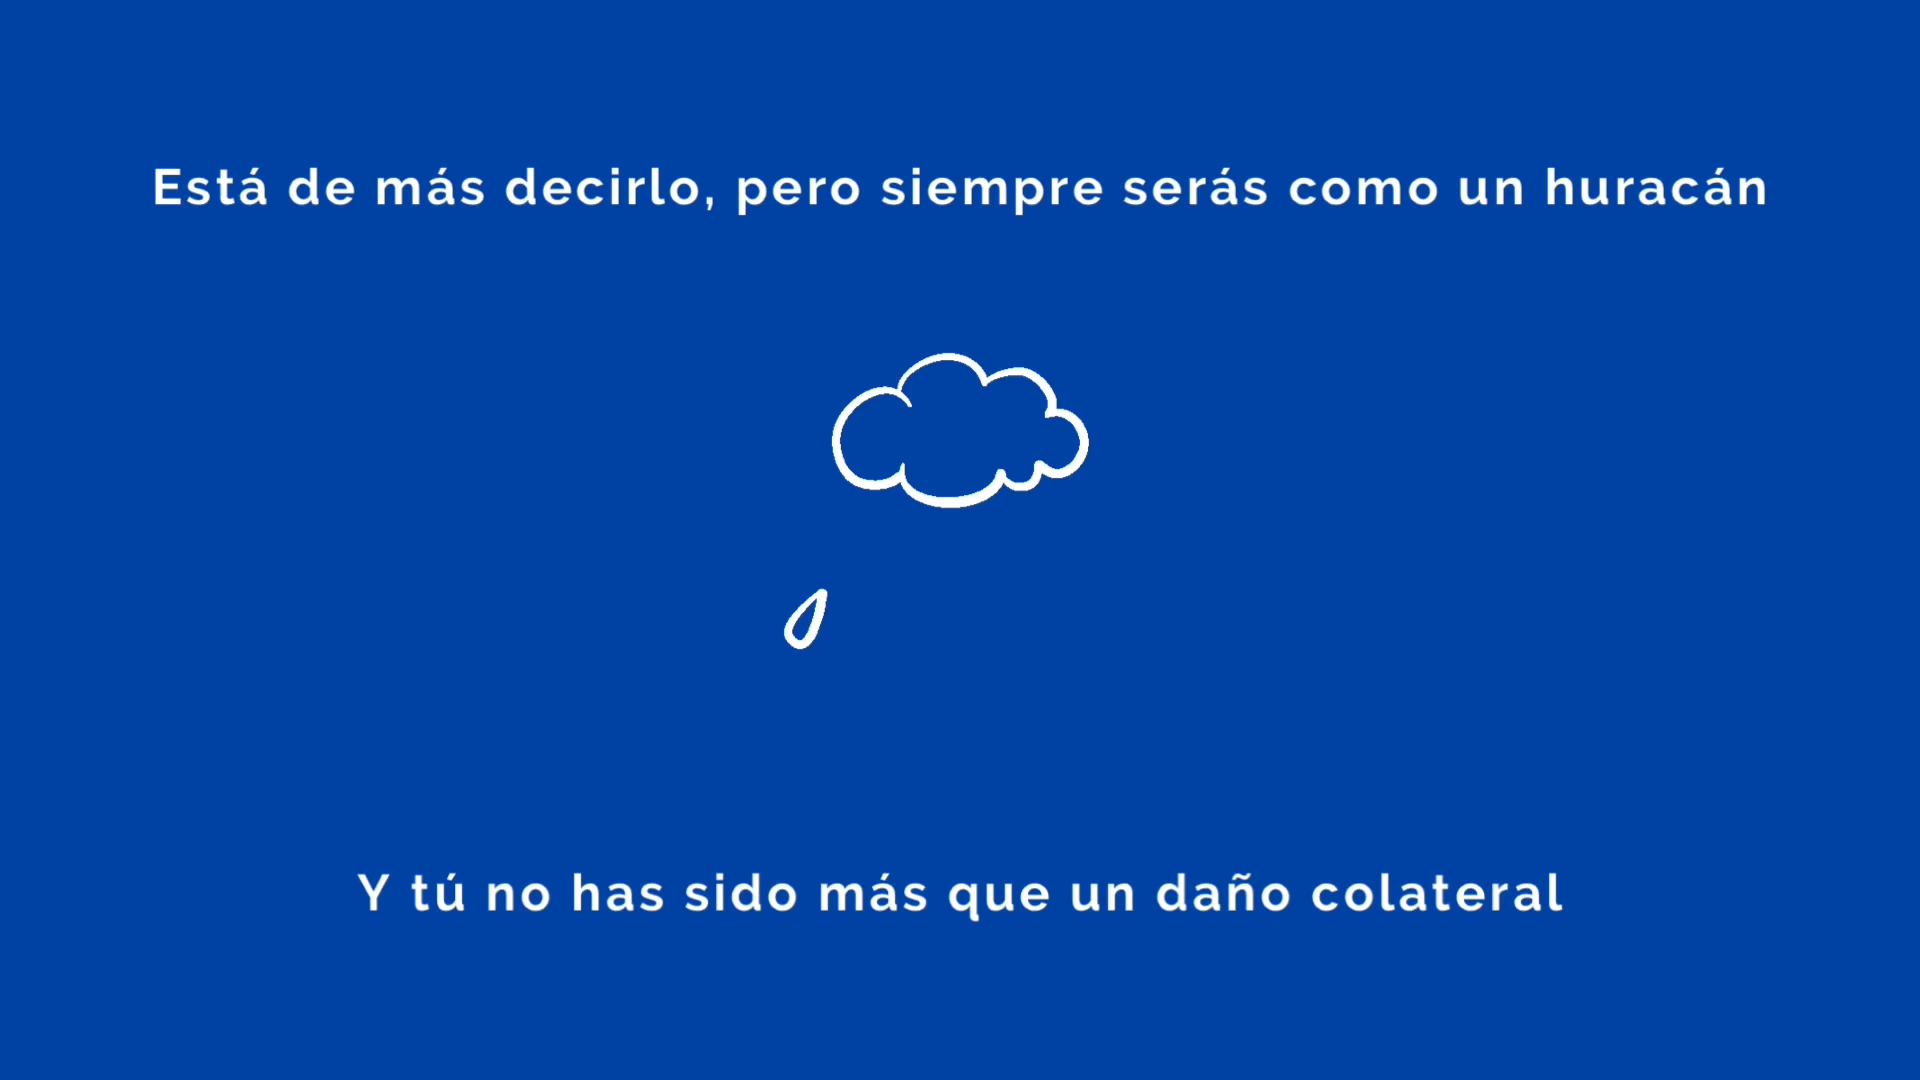 Está de más decirlo, pero siempre serás como un huracán
Y tú no has sido más que un daño colateral